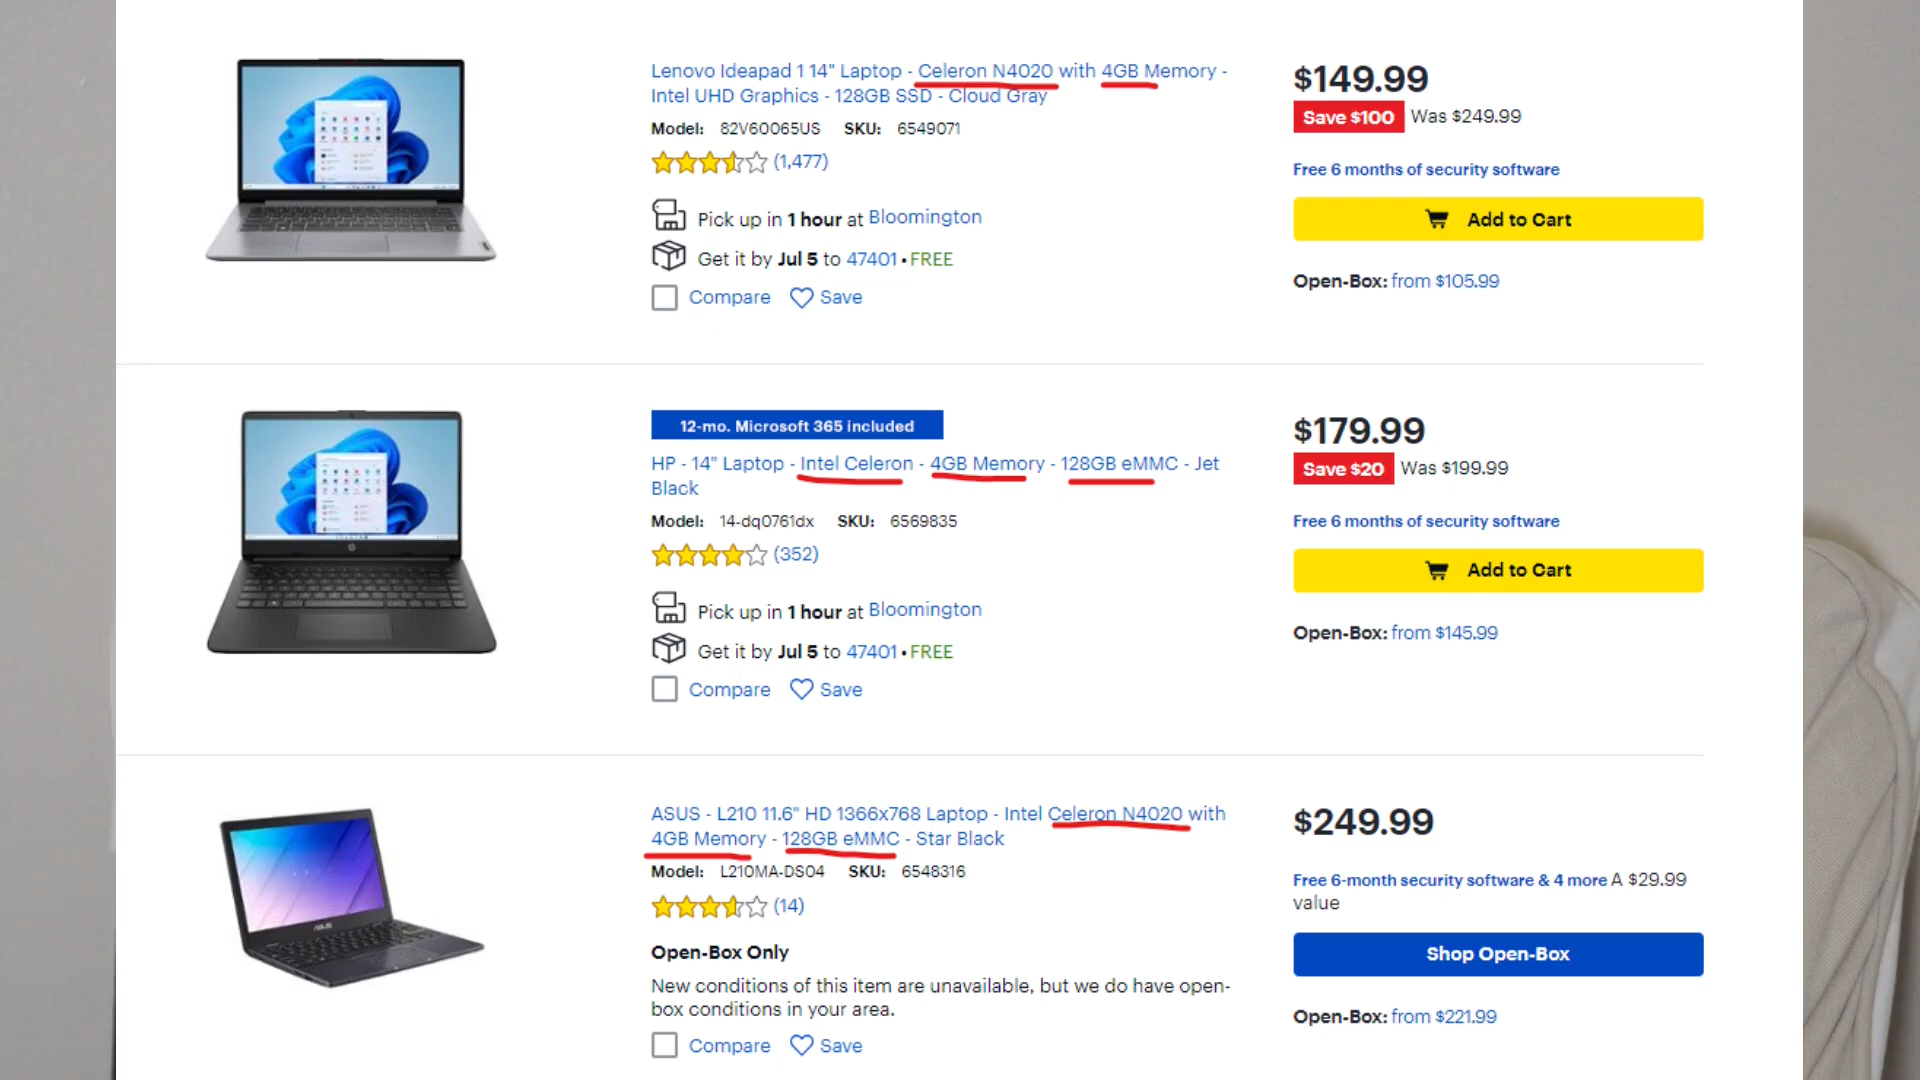 Lenovo Ideapad 1 14" Laptop - Celeron N4020 with 4GB Memory -
Intel UHD Graphics - 128GB SSD - Cloud Gray
Model: 82V60065US SKU: 6549071
(1,477)
Pick up in 1 hour at Bloomington
Get it by Jul 5 to 47401 • FREE
Compare Save
$149.99
Save $100 Was $249.99
Free 6 months of security software
Add to Cart
Open-Box: from $105.99
12-mo. Microsoft 365 included
HP - 14" Laptop - Intel Celeron - 4GB Memory - 128GB eMMC - Jet
Black
Model: 14-dq0761dx SKU: 6569835
(352)
Pick up in 1 hour at Bloomington
Get it by Jul 5 to 47401 • FREE
Compare Save
$179.99
Save $20 Was $199.99
Free 6 months of security software
Add to Cart
Open-Box: from $145.99
ASUS
ASUS - L210 11.6" HD 1366x768 Laptop - Intel Celeron N4020 with
4GB Memory - 128GB eMMC - Star Black
Model: L210MA-DS04 SKU: 6548316
(14)
Open-Box Only
New conditions of this item are unavailable, but we do have open-
box conditions in your area.
Compare Save
$249.99
Free 6-month security software & 4 more A $29.99
value
Shop Open-Box
Open-Box: from $221.99